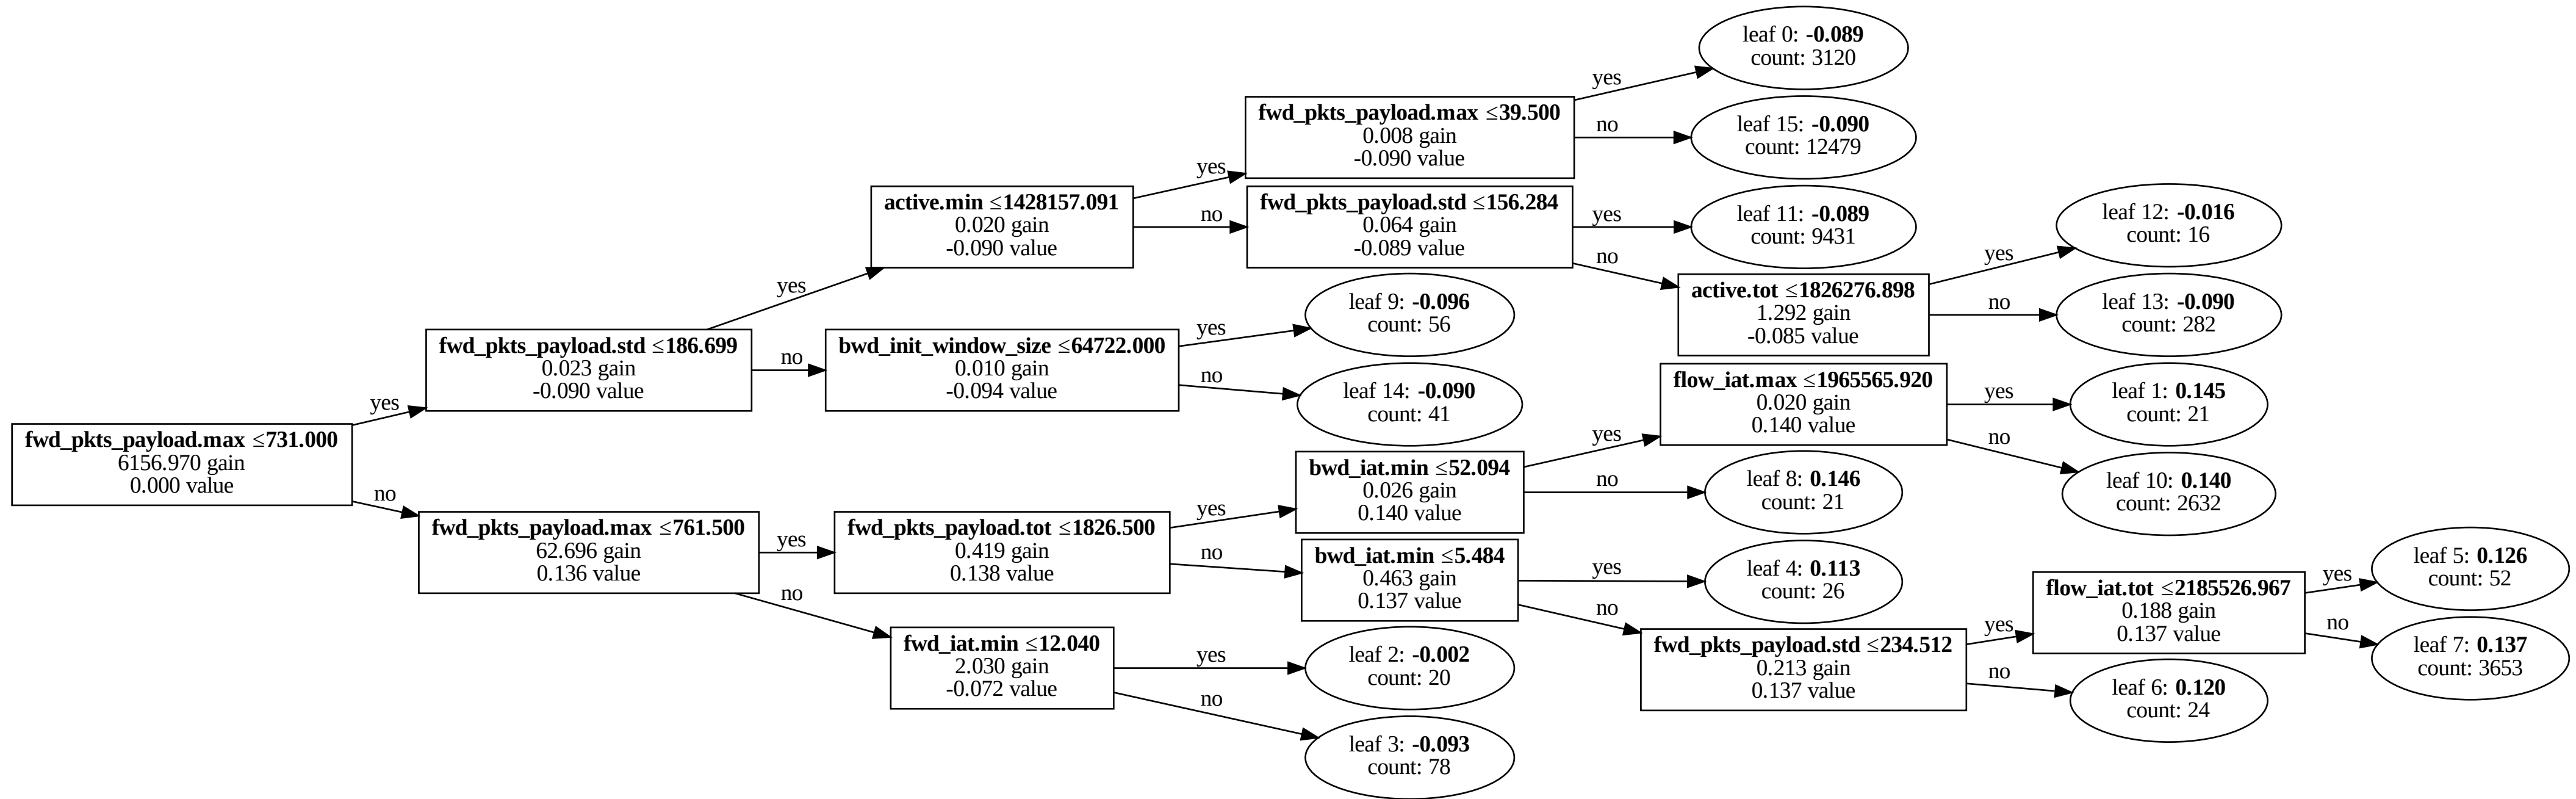 fwd_pkts_payload.max ≤731.000
6156.970 gain
0.000 value
yes
no
fwd_pkts_payload.std ≤186.699
0.023 gain
-0.090 value
yes
no
active.min ≤1428157.091
0.020 gain
-0.090 value
yes
no
fwd_pkts_payload.max ≤39.500
0.008 gain
-0.090 value
yes
no
leaf 0: -0.089
count: 3120
leaf 15: -0.090
count: 12479
fwd_pkts_payload.std ≤156.284
0.064 gain
-0.089 value
yes
no
leaf 11: -0.089
count: 9431
active.tot ≤1826276.898
1.292 gain
-0.085 value
yes
no
leaf 12: -0.016
count: 16
leaf 13: -0.090
count: 282
bwd_init_window_size ≤64722.000
0.010 gain
-0.094 value
yes
no
leaf 9: -0.096
count: 56
leaf 14: -0.090
count: 41
fwd_pkts_payload.max ≤761.500
62.696 gain
0.136 value
yes
no
fwd_pkts_payload.tot ≤1826.500
0.419 gain
0.138 value
yes
no
bwd_iat.min ≤52.094
0.026 gain
0.140 value
yes
no
flow_iat.max ≤1965565.920
0.020 gain
0.140 value
yes
no
leaf 1: 0.145
count: 21
leaf 10: 0.140
count: 2632
leaf 8: 0.146
count: 21
bwd_iat.min ≤5.484
0.463 gain
0.137 value
yes
no
leaf 4: 0.113
count: 26
fwd_pkts_payload.std ≤234.512
0.213 gain
0.137 value
yes
no
flow_iat.tot ≤2185526.967
0.188 gain
0.137 value
yes
no
leaf 5: 0.126
count: 52
leaf 7: 0.137
count: 3653
leaf 6: 0.120
count: 24
fwd_iat.min ≤12.040
2.030 gain
-0.072 value
yes
no
leaf 2: -0.002
count: 20
leaf 3: -0.093
count: 78